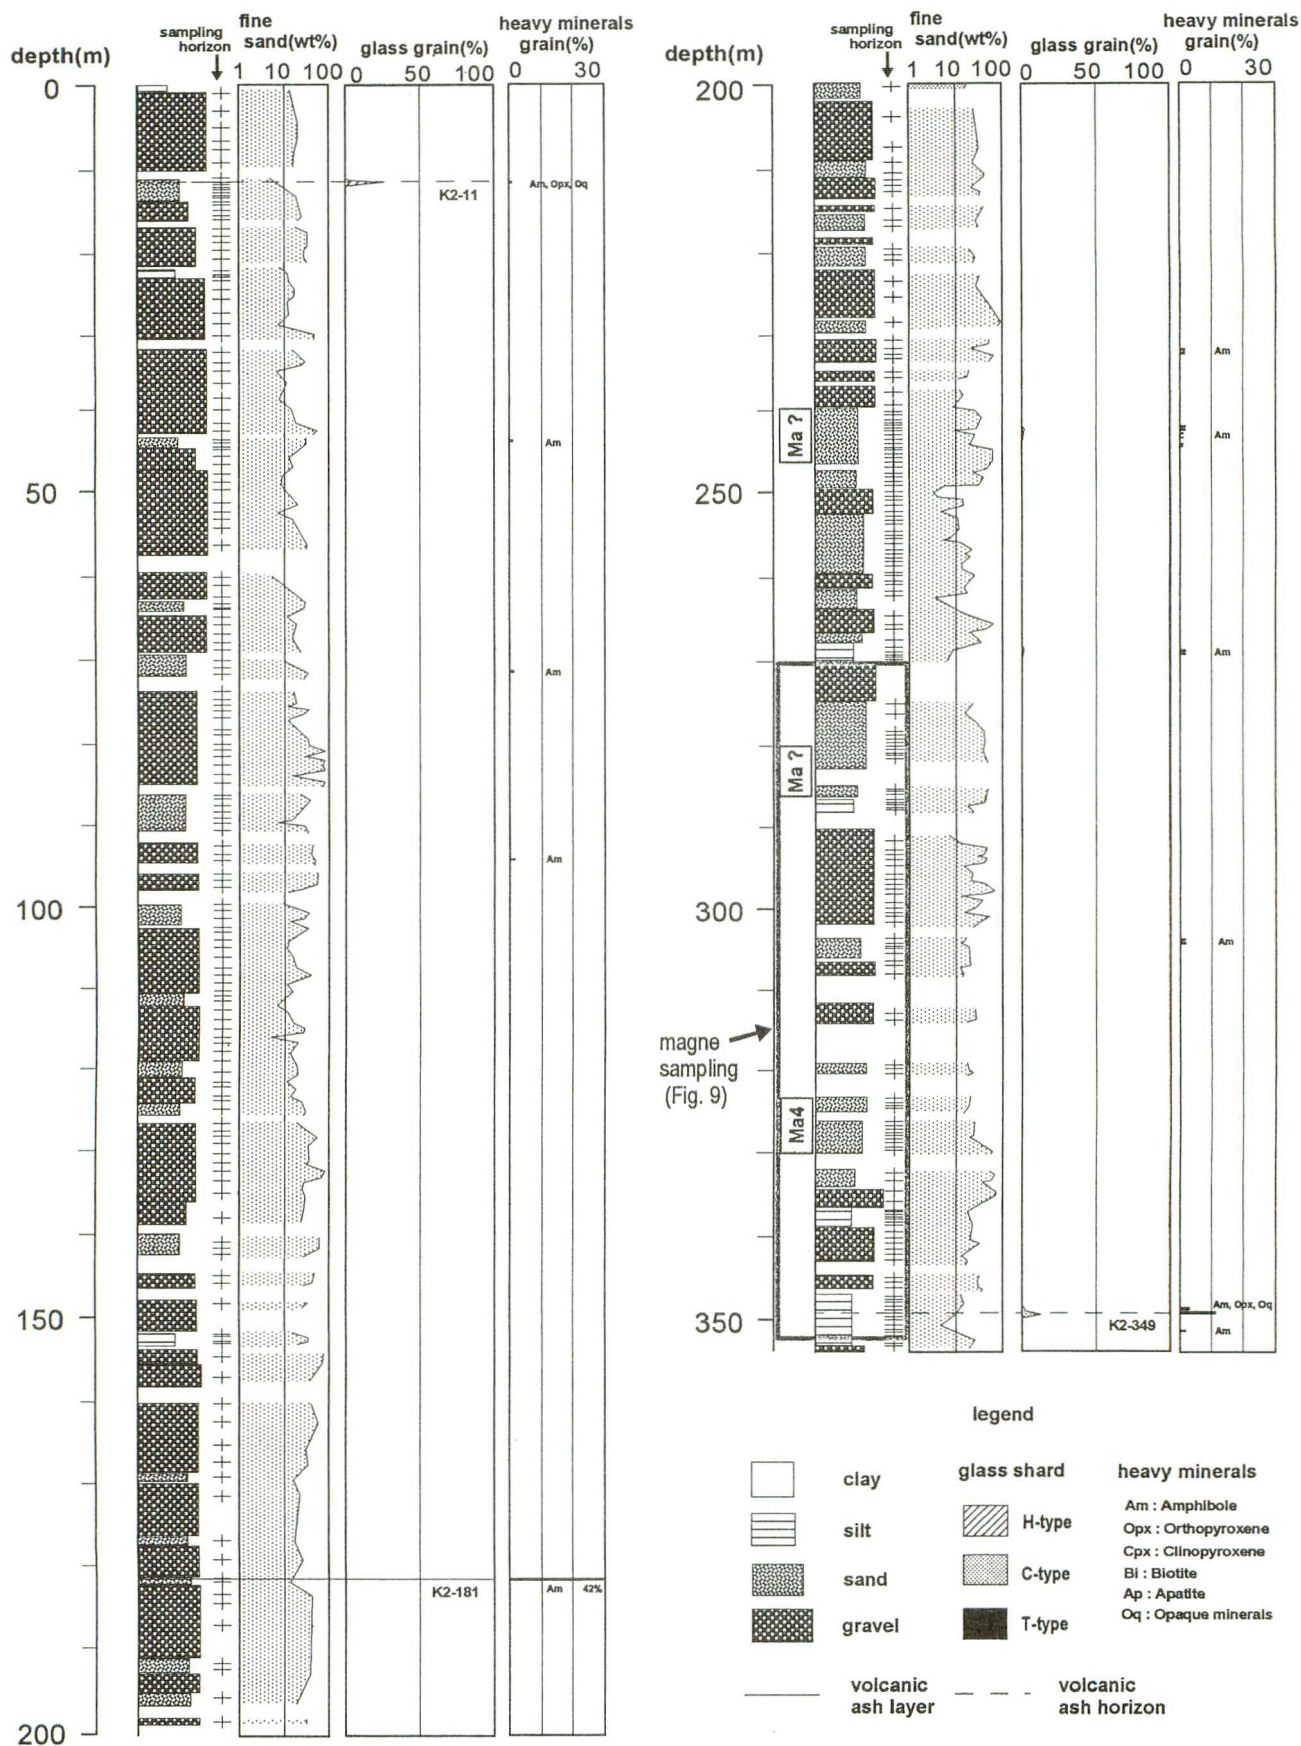 fine
sampling sand(wt%) heavy minerals
horizon glass grain(%) grain(%)
depth(m)
1 10 100 0 50 100 0 30
0
Am, Opx, Oq
K2-11
Am
50
Am
Am
100
150
K2-181 Am 42%
200
fine
sampling sand(wt%) heavy minerals
horizon glass grain(%) grain(%)
depth(m)
1 10 100 0 50 100 0 30
200
Am
Ma ?
Am
250
Am
Ma ?
300
Am
magne
sampling
(Fig. 9)
Ma4
Am, Opx, Oq
350
K2-349
Am
legend
clay
silt
sand
gravel
glass shard
H-type
C-type
T-type
heavy minerals
Am : Amphibole
Opx : Orthopyroxene
Cpx : Clinopyroxene
Bi : Biotite
Ap : Apatite
Oq : Opaque minerals
volcanic
ash layer
volcanic
ash horizon